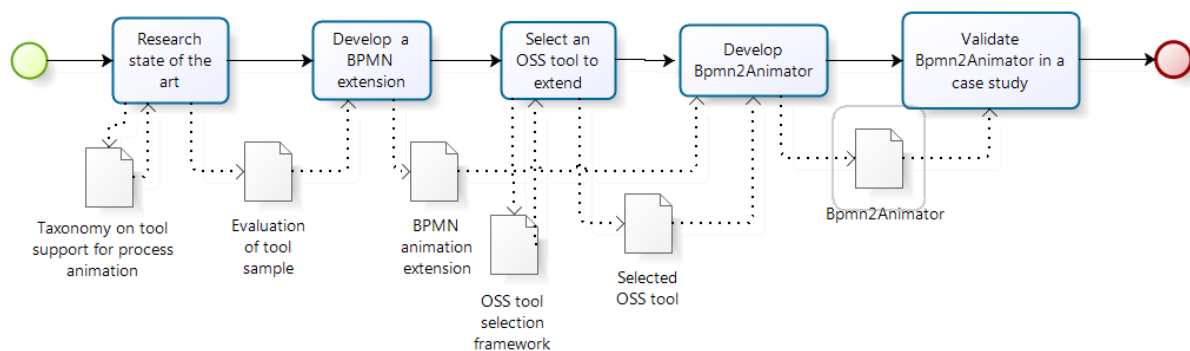 Research
state of the
art
Develop a
BPMN
extension
Select an
OSS tool to
extend
Develop
Bpmn2Animator
Validate
Bpmn2Animator in a
case study
Taxonomy on tool
support for process
animation
Evaluation
of tool
sample
BPMN
animation
extension
OSS tool
selection
framework
Selected
OSS tool
Bpmn2Animator